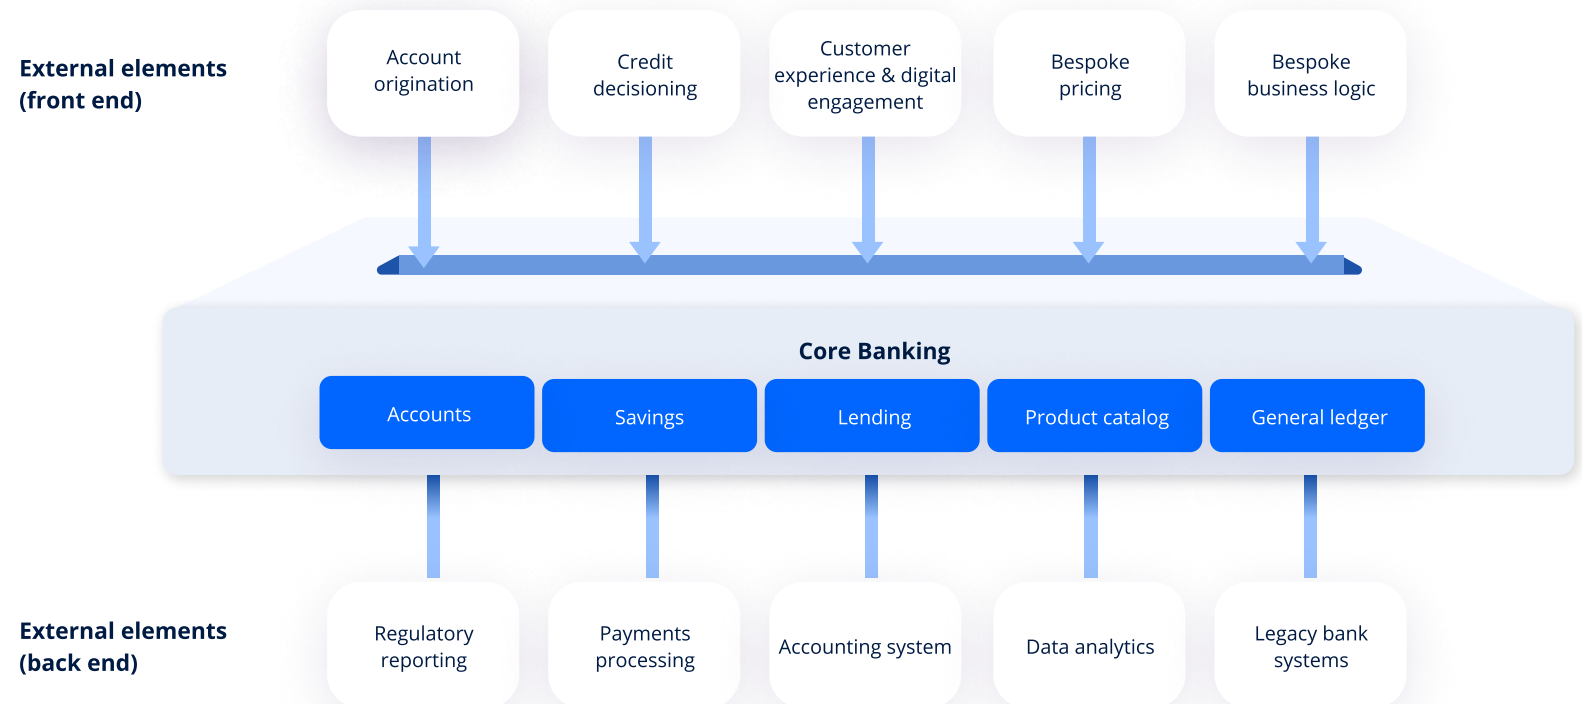 External elements
(front end)
Account
origination
Credit
decisioning
Customer
experience & digital
engagement
Bespoke
pricing
Bespoke
business logic
Core Banking
Accounts
Savings
Lending
Product catalog
General ledger
External elements
(back end)
Regulatory
reporting
Payments
processing
Accounting system
Data analytics
Legacy bank
systems